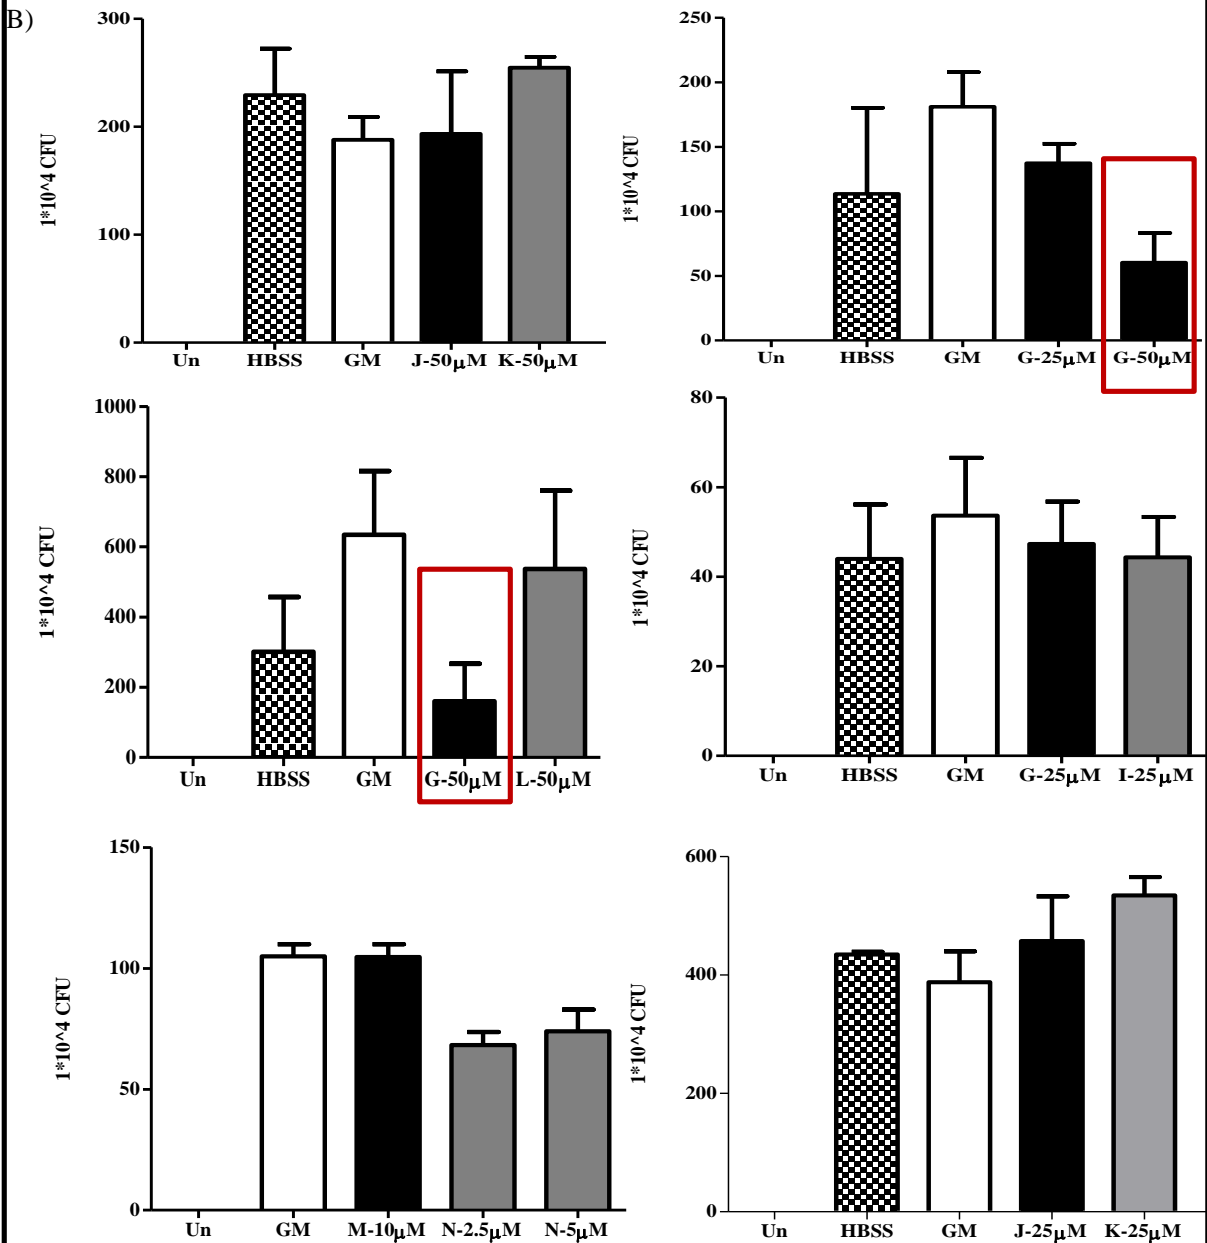 B)
300
200
100
0
1*10^4 CFU
Un HBSS GM J-50μM K-50μM
250
200
150
100
50
0
1*10^4 CFU
Un HBSS GM G-25μM G-50μM
1000
800
600
400
200
0
1*10^4 CFU
Un HBSS GM G-50μM L-50μM
80
60
40
20
0
1*10^4 CFU
Un HBSS GM G-25μM I-25μM
150
100
50
0
1*10^4 CFU
Un GM M-10μM N-2.5μM N-5μM
600
400
200
0
1*10^4 CFU
Un HBSS GM J-25μM K-25μM